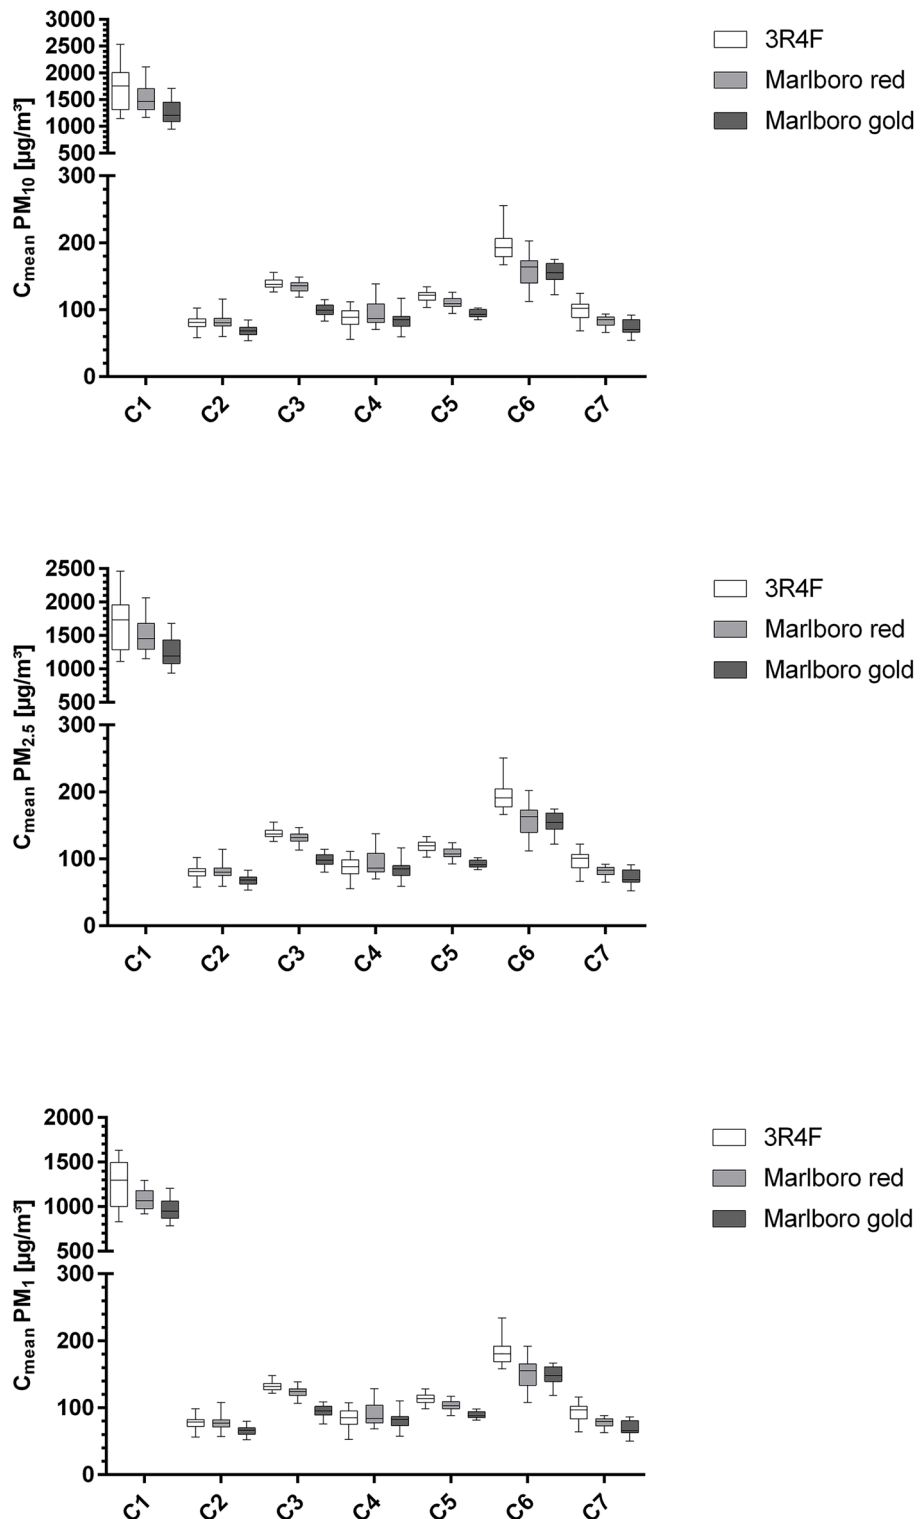 3000
2500
2000
1500
1000
500
300
200
100
0
Cmean PM10 [µg/m³]
C1 C2 C3 C4 C5 C6 C7
3R4F
Marlboro red
Marlboro gold
2500
2000
1500
1000
500
300
200
100
0
Cmean PM2.5 [µg/m³]
C1 C2 C3 C4 C5 C6 C7
3R4F
Marlboro red
Marlboro gold
2000
1500
1000
500
300
200
100
0
Cmean PM1 [µg/m³]
C1 C2 C3 C4 C5 C6 C7
3R4F
Marlboro red
Marlboro gold